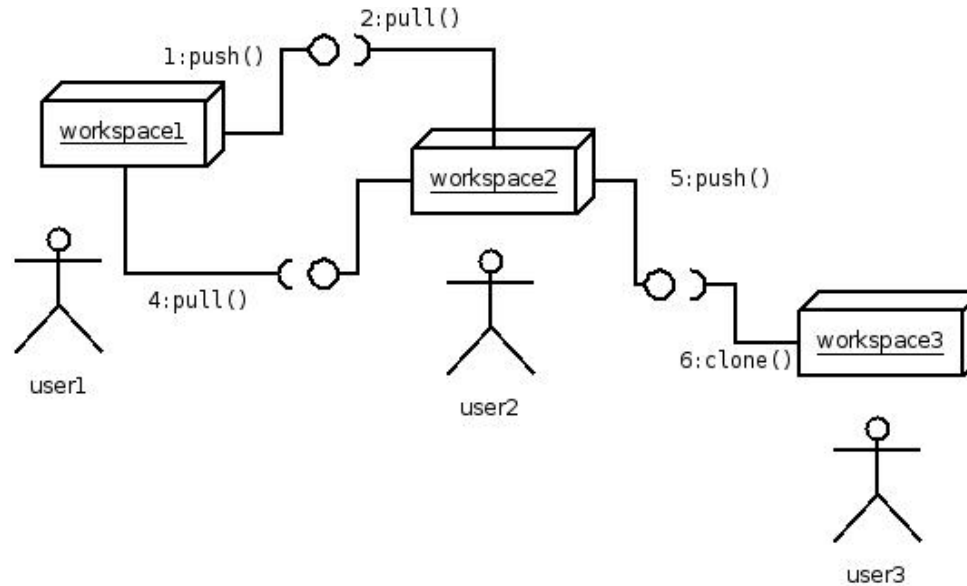 2:pull()
1:push()
workspace1
workspace2
5:push()
4:pull()
workspace3
6:clone()
user1
user2
user3